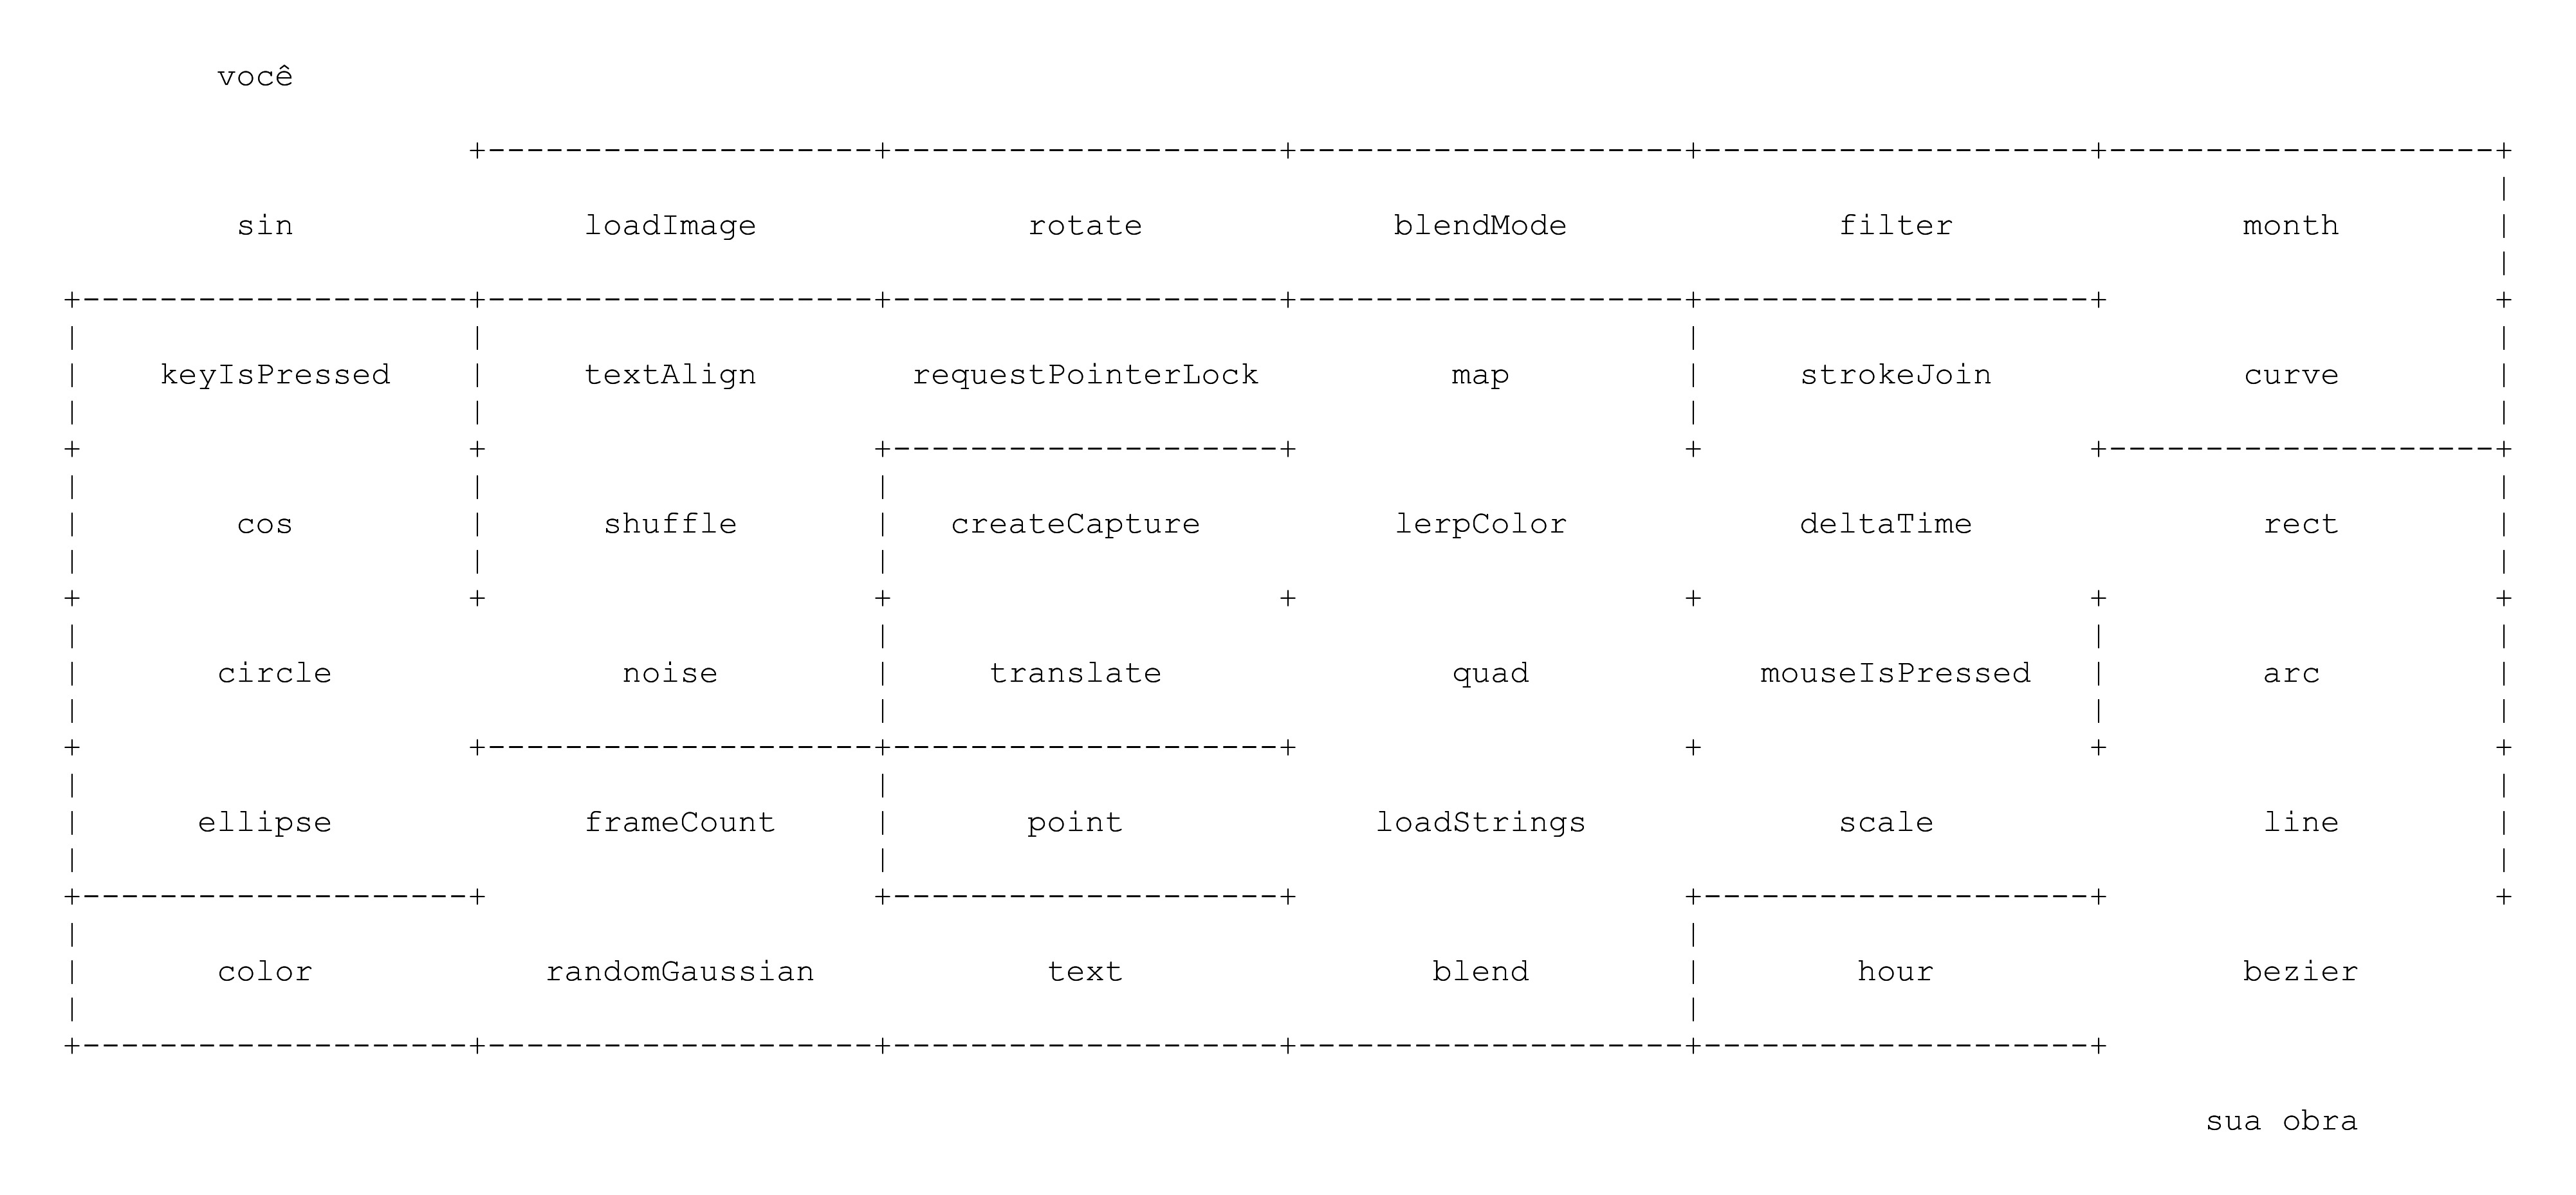 você
sin loadImage rotate blendMode filter month
keyIsPressed textAlign requestPointerLock map strokeJoin curve
cos shuffle createCapture lerpColor deltaTime rect
circle noise translate quad mouseIsPressed arc
ellipse frameCount point loadStrings scale line
color randomGaussian text blend hour bezier
sua obra